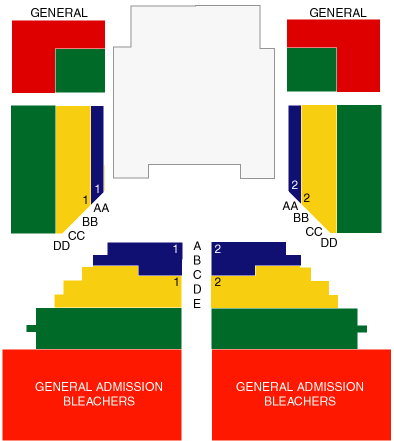 GENERAL GENERAL
1 2
1 2
AA AA
BB BB
CC CC
DD DD
1 A 2
B
C
1 D 2
E
GENERAL ADMISSION GENERAL ADMISSION
BLEACHERS BLEACHERS